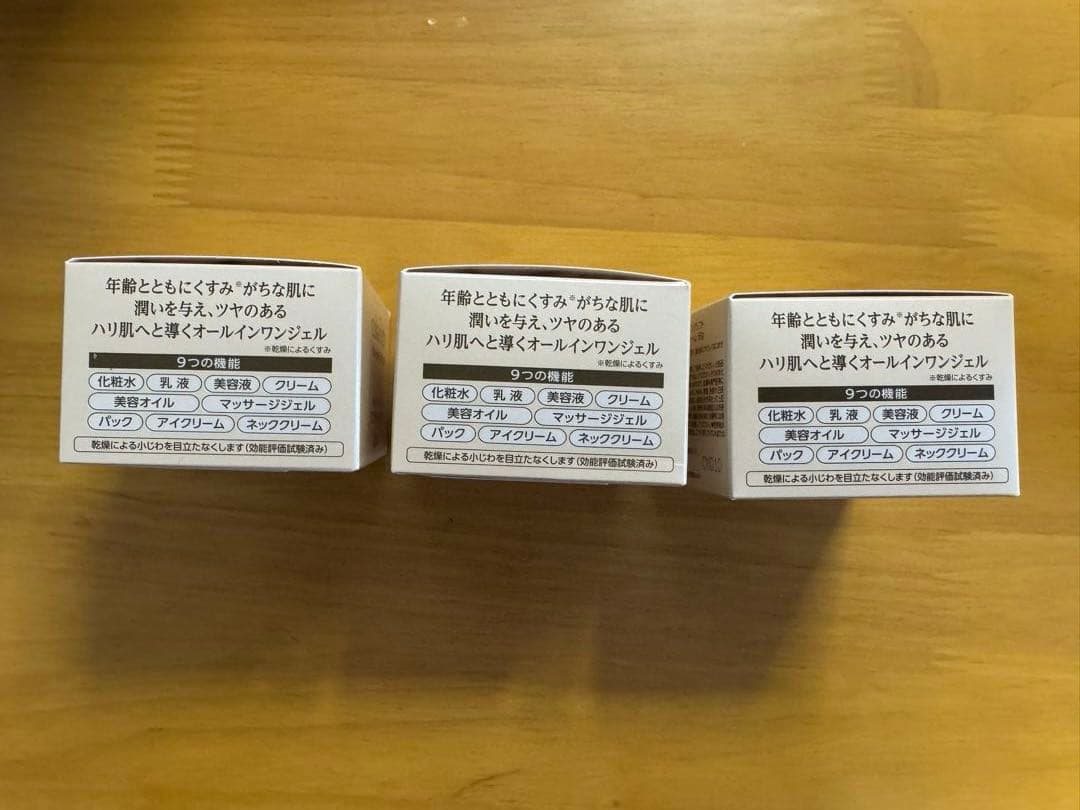 年齢とともにくすみ※がちな肌に
潤いを与え、ツヤのある
ハリ肌へと導くオールインワンジェル
※乾燥によるくすみ
9つの機能
化粧水 乳液 美容液 クリーム
美容オイル マッサージジェル
パック アイクリーム ネッククリーム
乾燥による小じわを目立たなくします(効能評価試験済み)
年齢とともにくすみ※がちな肌に
潤いを与え、ツヤのある
ハリ肌へと導くオールインワンジェル
※乾燥によるくすみ
9つの機能
化粧水 乳液 美容液 クリーム
美容オイル マッサージジェル
パック アイクリーム ネッククリーム
乾燥による小じわを目立たなくします(効能評価試験済み)
年齢とともにくすみ※がちな肌に
潤いを与え、ツヤのある
ハリ肌へと導くオールインワンジェル
※乾燥によるくすみ
9つの機能
化粧水 乳液 美容液 クリーム
美容オイル マッサージジェル
パック アイクリーム ネッククリーム
乾燥による小じわを目立たなくします(効能評価試験済み)